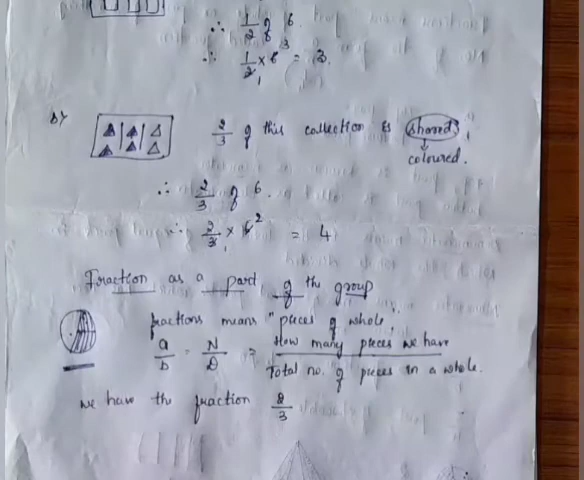 ∴ 1/2 of 6
∴ 1/2 × 6 = 3.
b) 2/3 of this collection is shared,
coloured.
∴ 2/3 of 6.
∴ 2/3 × 6 = 4
Fraction as a part of the group
fractions means "pieces of whole".
a/b = N/D = How many pieces we have / Total no. of pieces in a whole.
we have the fraction 2/3